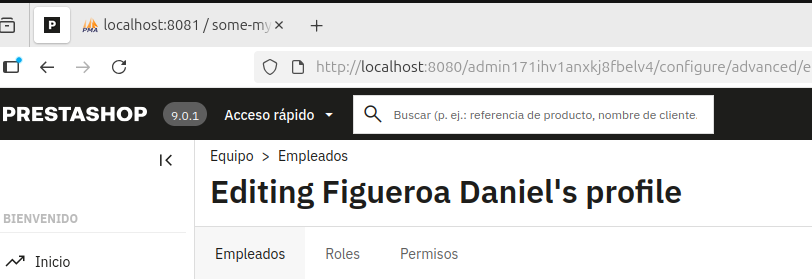 P
PMA
localhost:8081 / some-my
http://localhost:8080/admin171ihv1anxkj8fbelv4/configure/advanced/e
PRESTASHOP 9.0.1 Acceso rápido Buscar (p. ej.: referencia de producto, nombre de cliente.
Equipo > Empleados
Editing Figueroa Daniel's profile
BIENVENIDO
Empleados Roles Permisos
Inicio